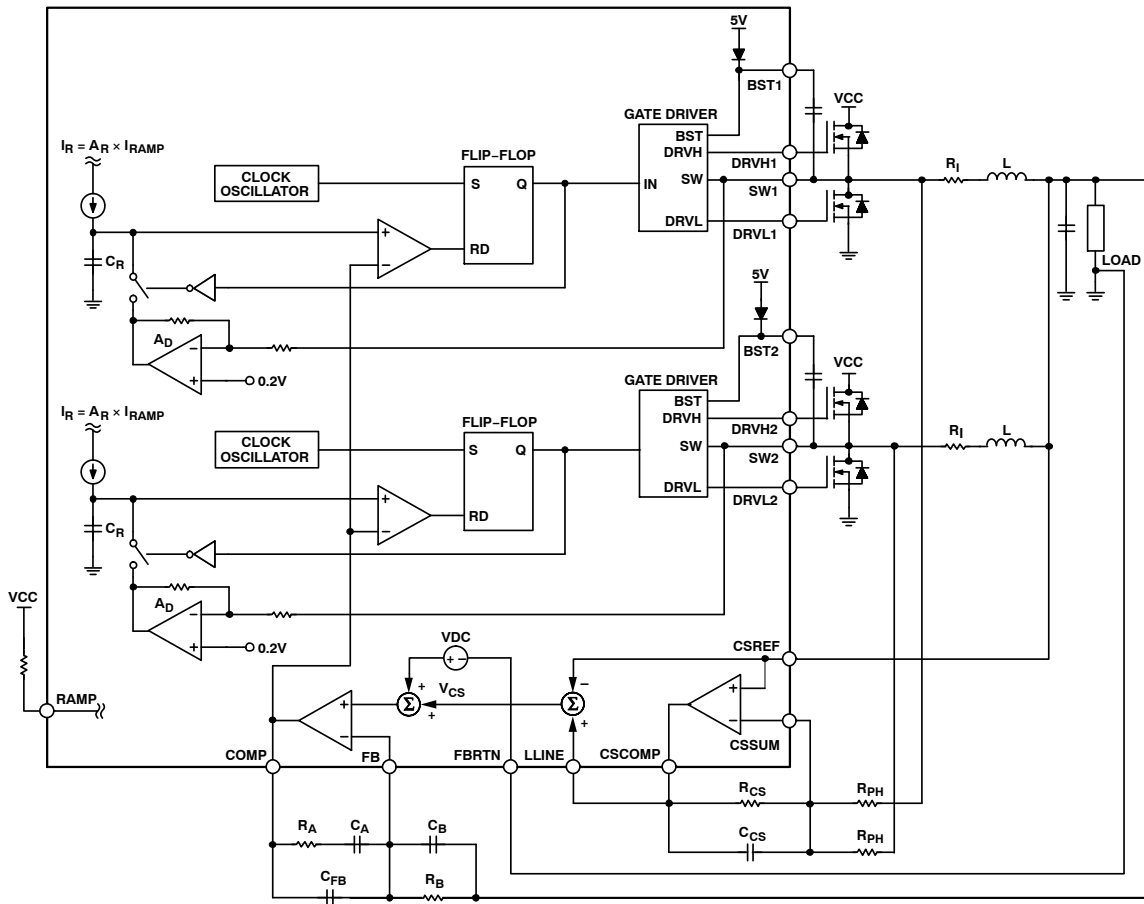 5V
BST1
VCC
GATE DRIVER
I_R = A_R × I_RAMP
FLIP−FLOP
BST
DRVH
DRVH1
CLOCK
OSCILLATOR
S
Q
IN
SW
SW1
R_I
L
+
−
RD
DRVL
DRVL1
C_R
LOAD
5V
A_D
−
+
0.2V
BST2
VCC
GATE DRIVER
I_R = A_R × I_RAMP
FLIP−FLOP
BST
DRVH
DRVH2
CLOCK
OSCILLATOR
S
Q
SW
SW2
R_I
L
+
−
RD
DRVL
DRVL2
C_R
VCC
A_D
−
+
0.2V
VDC
+ −
CSREF
RAMP
+
−
+
Σ
+
V_CS
−
Σ
+
+
−
CSSUM
COMP
FB
FBRTN
LLINE
CSCOMP
R_CS
R_PH
R_A
C_A
C_B
C_CS
R_PH
C_FB
R_B